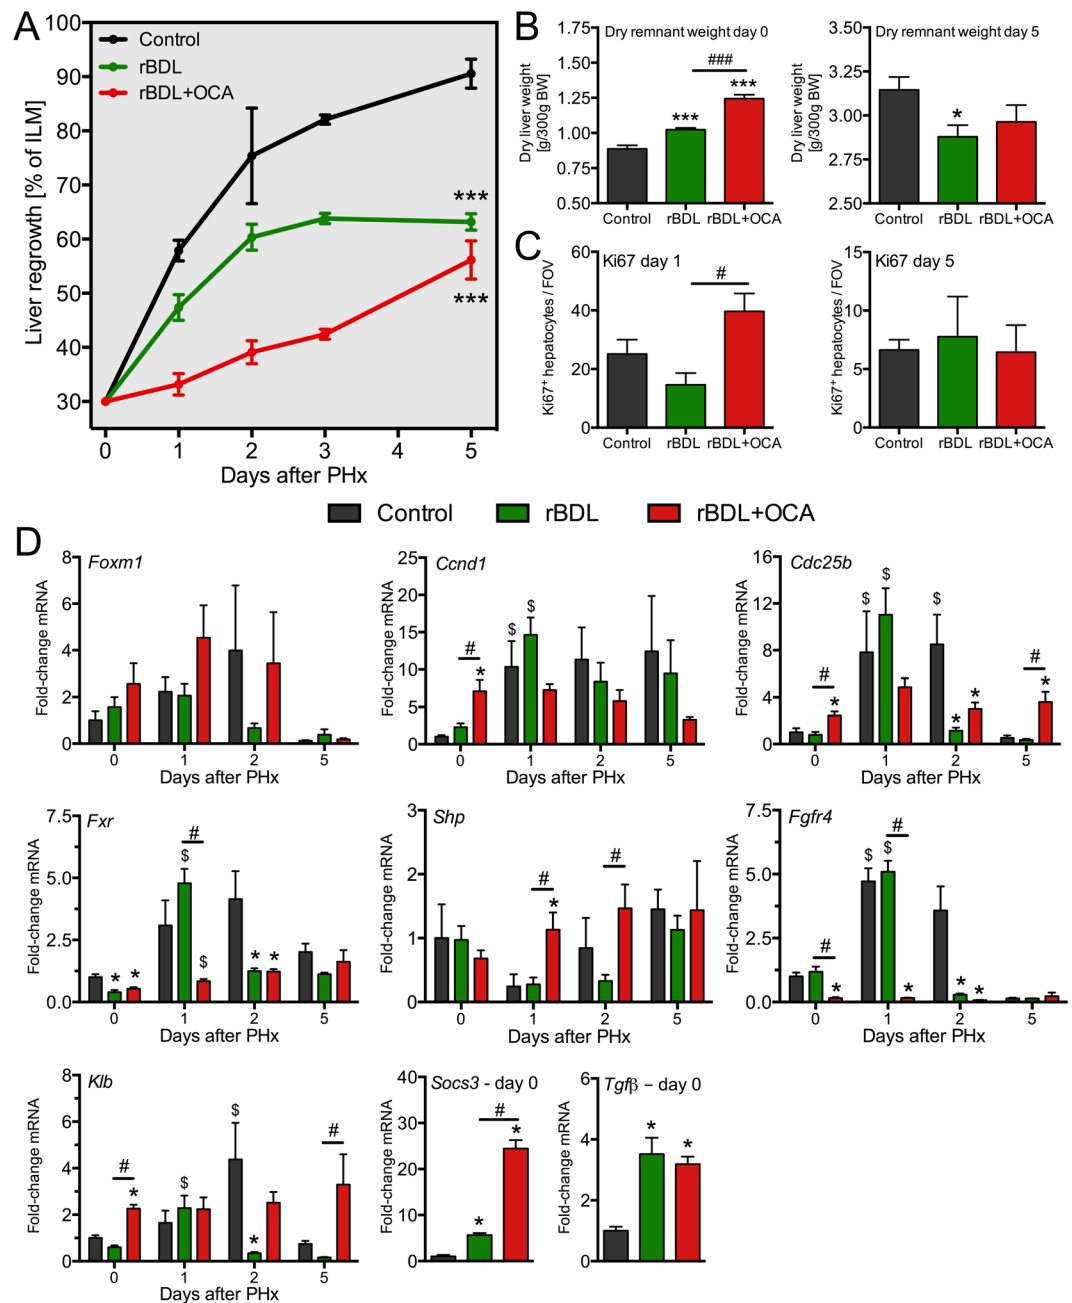 A
Liver regrowth [% of ILM]
100
90
80
70
60
50
40
30
Control
rBDL
rBDL+OCA
***
***
0 1 2 3 4 5
Days after PHx
B
Dry remnant weight day 0
Dry liver weight
[g/300g BW]
1.75
1.50
1.25
1.00
0.75
0.50
###
***
***
Control rBDL rBDL+OCA
Dry remnant weight day 5
Dry liver weight
[g/300g BW]
3.50
3.25
3.00
2.75
2.50
*
Control rBDL rBDL+OCA
C
Ki67 day 1
Ki67+ hepatocytes / FOV
60
40
20
0
#
Control rBDL rBDL+OCA
Ki67 day 5
Ki67+ hepatocytes / FOV
15
10
5
0
Control rBDL rBDL+OCA
Control rBDL rBDL+OCA
D
Foxm1
Fold-change mRNA
8
6
4
2
0
0 1 2 5
Days after PHx
Ccnd1
Fold-change mRNA
25
20
15
10
5
0
#
*
$
$
0 1 2 5
Days after PHx
Cdc25b
Fold-change mRNA
16
12
8
4
0
#
*
$
$
$
*
*
#
*
0 1 2 5
Days after PHx
Fxr
Fold-change mRNA
7.5
5.0
2.5
0.0
* *
#
$
$
* *
0 1 2 5
Days after PHx
Shp
Fold-change mRNA
3
2
1
0
#
*
#
0 1 2 5
Days after PHx
Fgfr4
Fold-change mRNA
7.5
5.0
2.5
0.0
#
*
#
$ $
*
*
*
0 1 2 5
Days after PHx
Klb
Fold-change mRNA
8
6
4
2
0
#
*
$
$
*
#
0 1 2 5
Days after PHx
Socs3 - day 0
Fold-change mRNA
40
30
20
10
0
#
*
*
Tgfβ – day 0
Fold-change mRNA
6
4
2
0
*
*